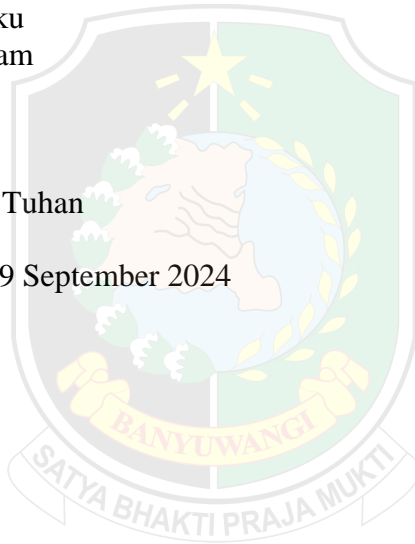 ku
am
Tuhan
9 September 2024
BANYUWANGI
SATYA BHAKTI PRAJA MUKTI